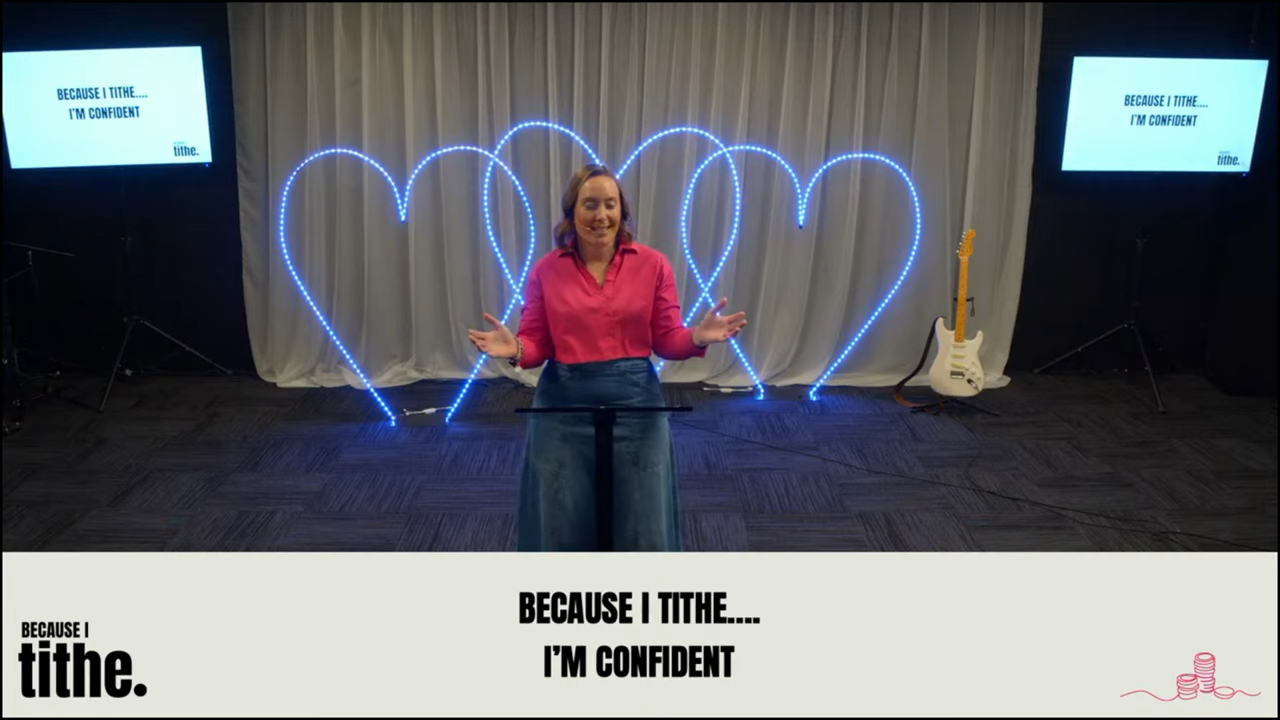 BECAUSE I TITHE....
I'M CONFIDENT
tithe.
BECAUSE I TITHE....
I'M CONFIDENT
tithe.
BECAUSE I TITHE....
I'M CONFIDENT
BECAUSE I
tithe.